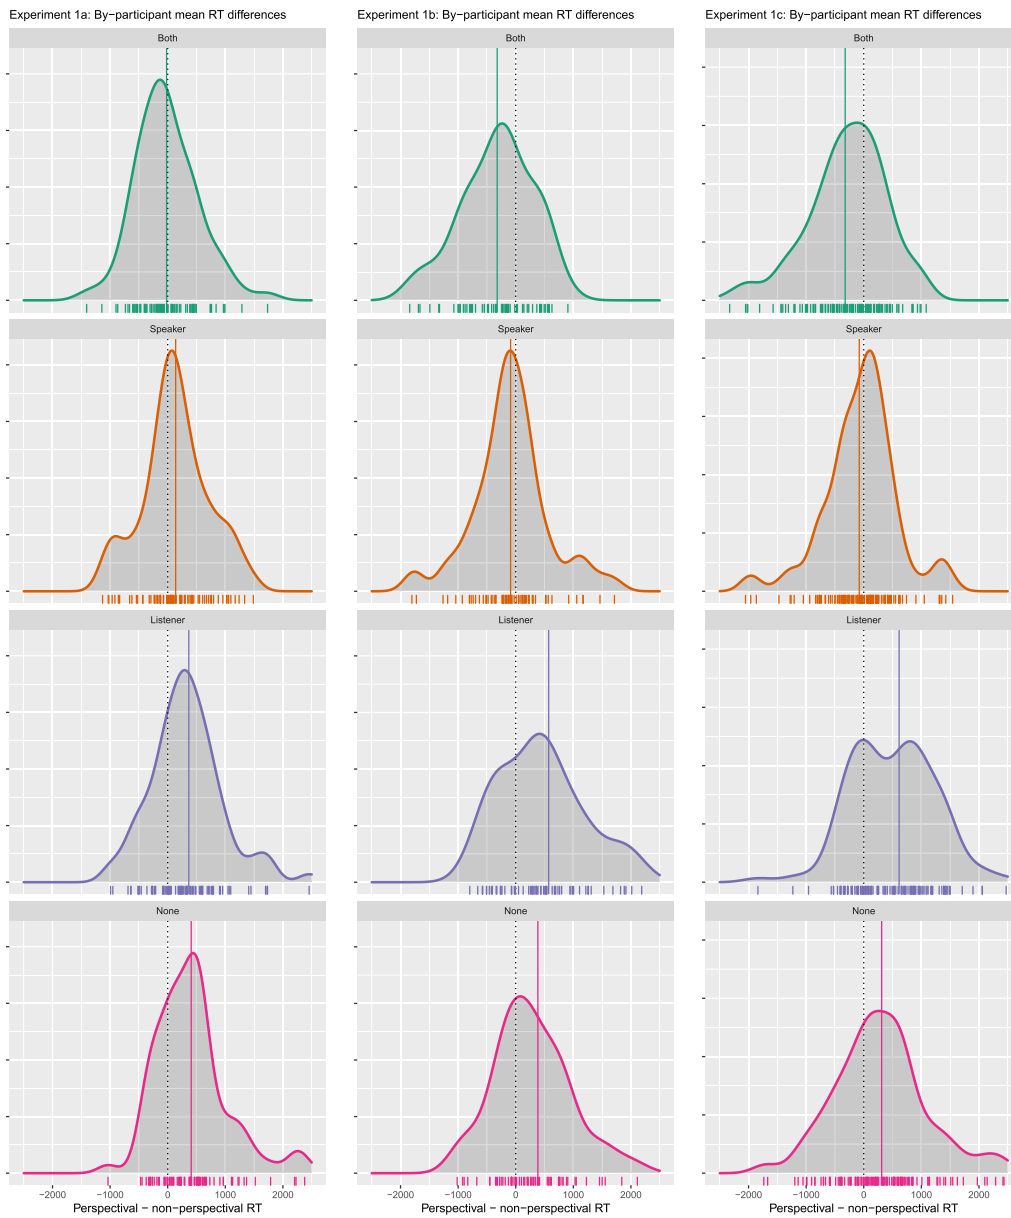 Experiment 1a: By−participant mean RT differences
Both
Speaker
Listener
None
−2000 −1000 0 1000 2000
Perspectival − non−perspectival RT
Experiment 1b: By−participant mean RT differences
Both
Speaker
Listener
None
−2000 −1000 0 1000 2000
Perspectival − non−perspectival RT
Experiment 1c: By−participant mean RT differences
Both
Speaker
Listener
None
−2000 −1000 0 1000 2000
Perspectival − non−perspectival RT